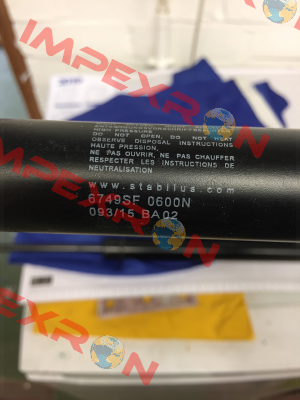 HIGH PRESSURE
DO NOT OPEN, DO NOT HEAT
OBSERVE DISPOSAL INSTRUCTIONS
HAUTE PRESSION,
NE PAS OUVRIR, NE PAS CHAUFFER
RESPECTER LES INSTRUCTIONS DE
NEUTRALISATION
www.stabilus.com
6749SF 0600N
093/15 BA02
IMPEXRON
IMPEXRON
IMPEXRON